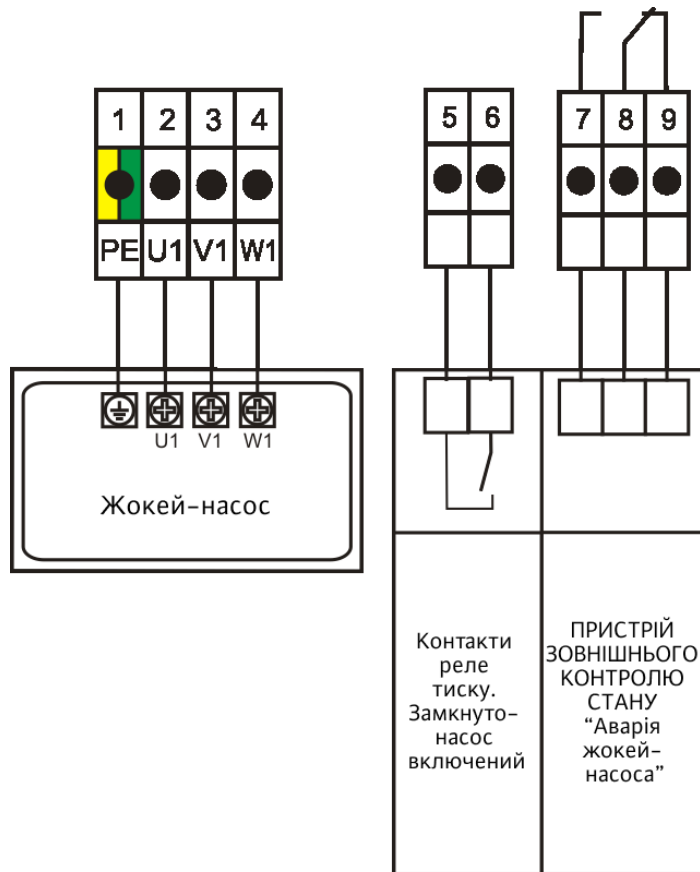 1 2 3 4
5 6
7 8 9
PE U1 V1 W1
U1 V1 W1
Жокей-насос
Контакти
реле
тиску.
Замкнуто-
насос
включений
ПРИСТРІЙ
ЗОВНІШНЬОГО
КОНТРОЛЮ
СТАНУ
“Аварія
жокей-
насоса”